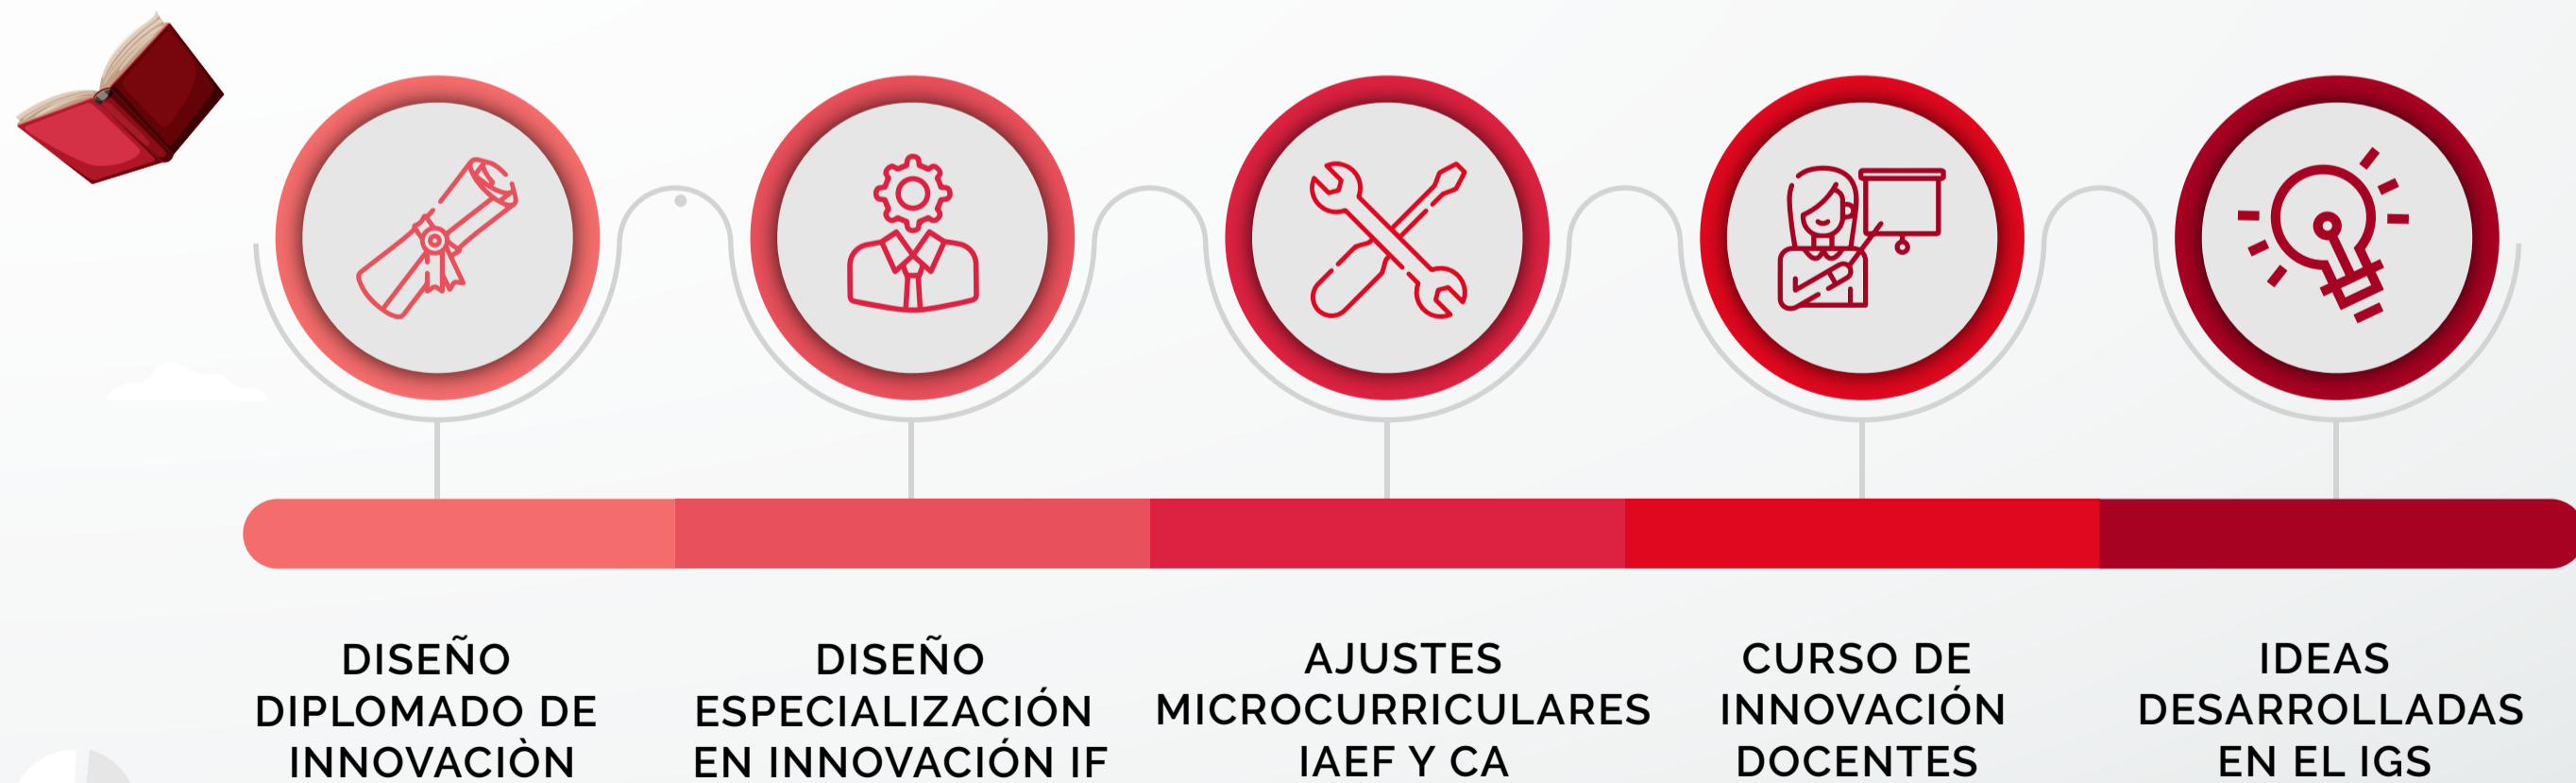 DISEÑO
DIPLOMADO DE
INNOVACIÒN
DISEÑO
ESPECIALIZACIÓN
EN INNOVACIÓN IF
AJUSTES
MICROCURRICULARES
IAEF Y CA
CURSO DE
INNOVACIÓN
DOCENTES
IDEAS
DESARROLLADAS
EN EL IGS